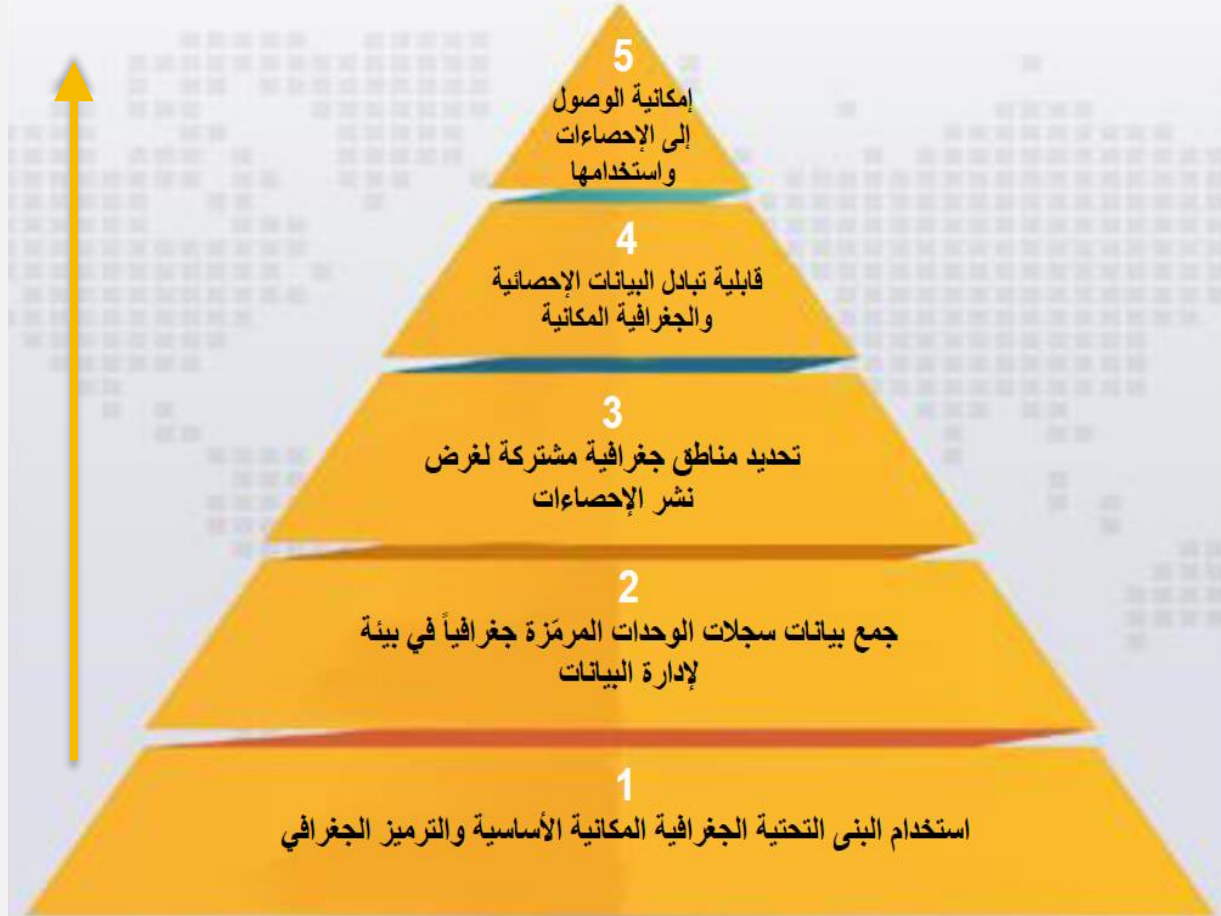 5
إمكانية الوصول
إلى الإحصاءات
واستخدامها
4
قابلية تبادل البيانات الإحصائية
والجغرافية المكانية
3
تحديد مناطق جغرافية مشتركة لغرض
نشر الإحصاءات
2
جمع بيانات سجلات الوحدات المرمّزة جغرافياً في بيئة
لإدارة البيانات
1
استخدام البنى التحتية الجغرافية المكانية الأساسية والترميز الجغرافي